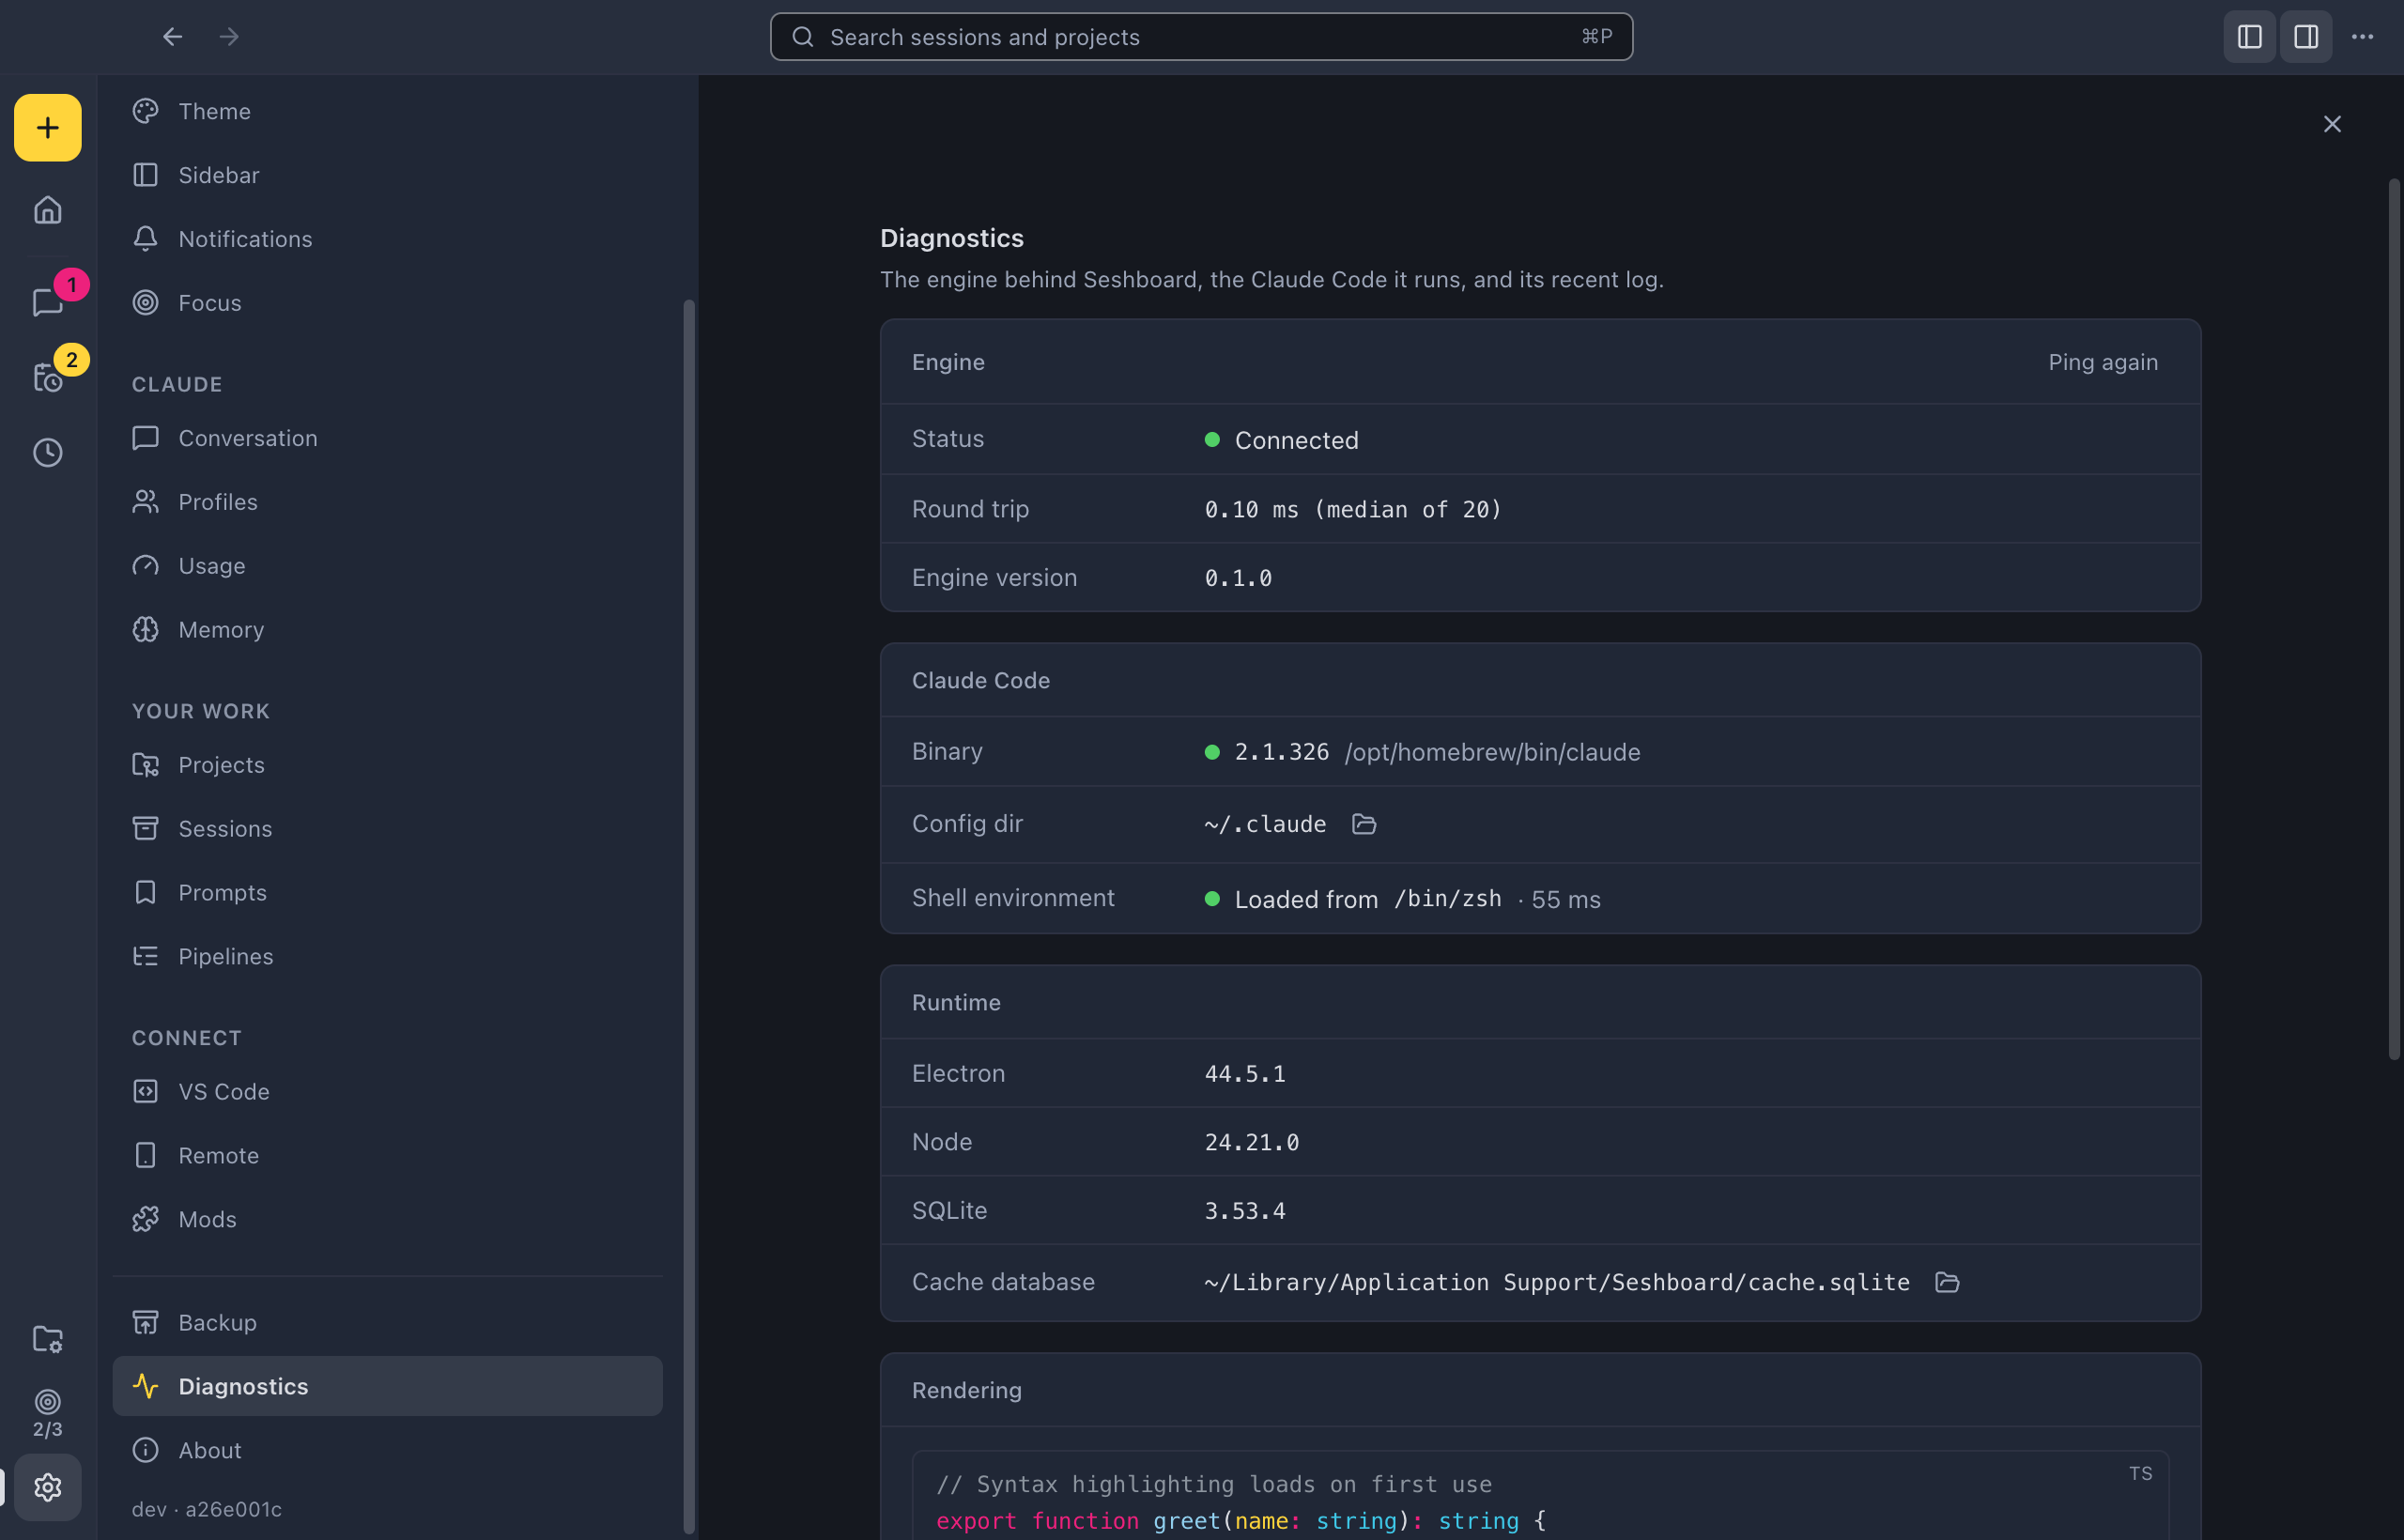 Search sessions and projects ⌘P
Theme
Sidebar
Notifications
Focus
CLAUDE
Conversation
Profiles
Usage
Memory
YOUR WORK
Projects
Sessions
Prompts
Pipelines
CONNECT
VS Code
Remote
Mods
Backup
Diagnostics
About
dev · a26e001c
1
2
2/3
Diagnostics
The engine behind Seshboard, the Claude Code it runs, and its recent log.
Engine Ping again
Status Connected
Round trip 0.10 ms (median of 20)
Engine version 0.1.0
Claude Code
Binary 2.1.326 /opt/homebrew/bin/claude
Config dir ~/.claude
Shell environment Loaded from /bin/zsh · 55 ms
Runtime
Electron 44.5.1
Node 24.21.0
SQLite 3.53.4
Cache database ~/Library/Application Support/Seshboard/cache.sqlite
Rendering
TS
// Syntax highlighting loads on first use
export function greet(name: string): string {